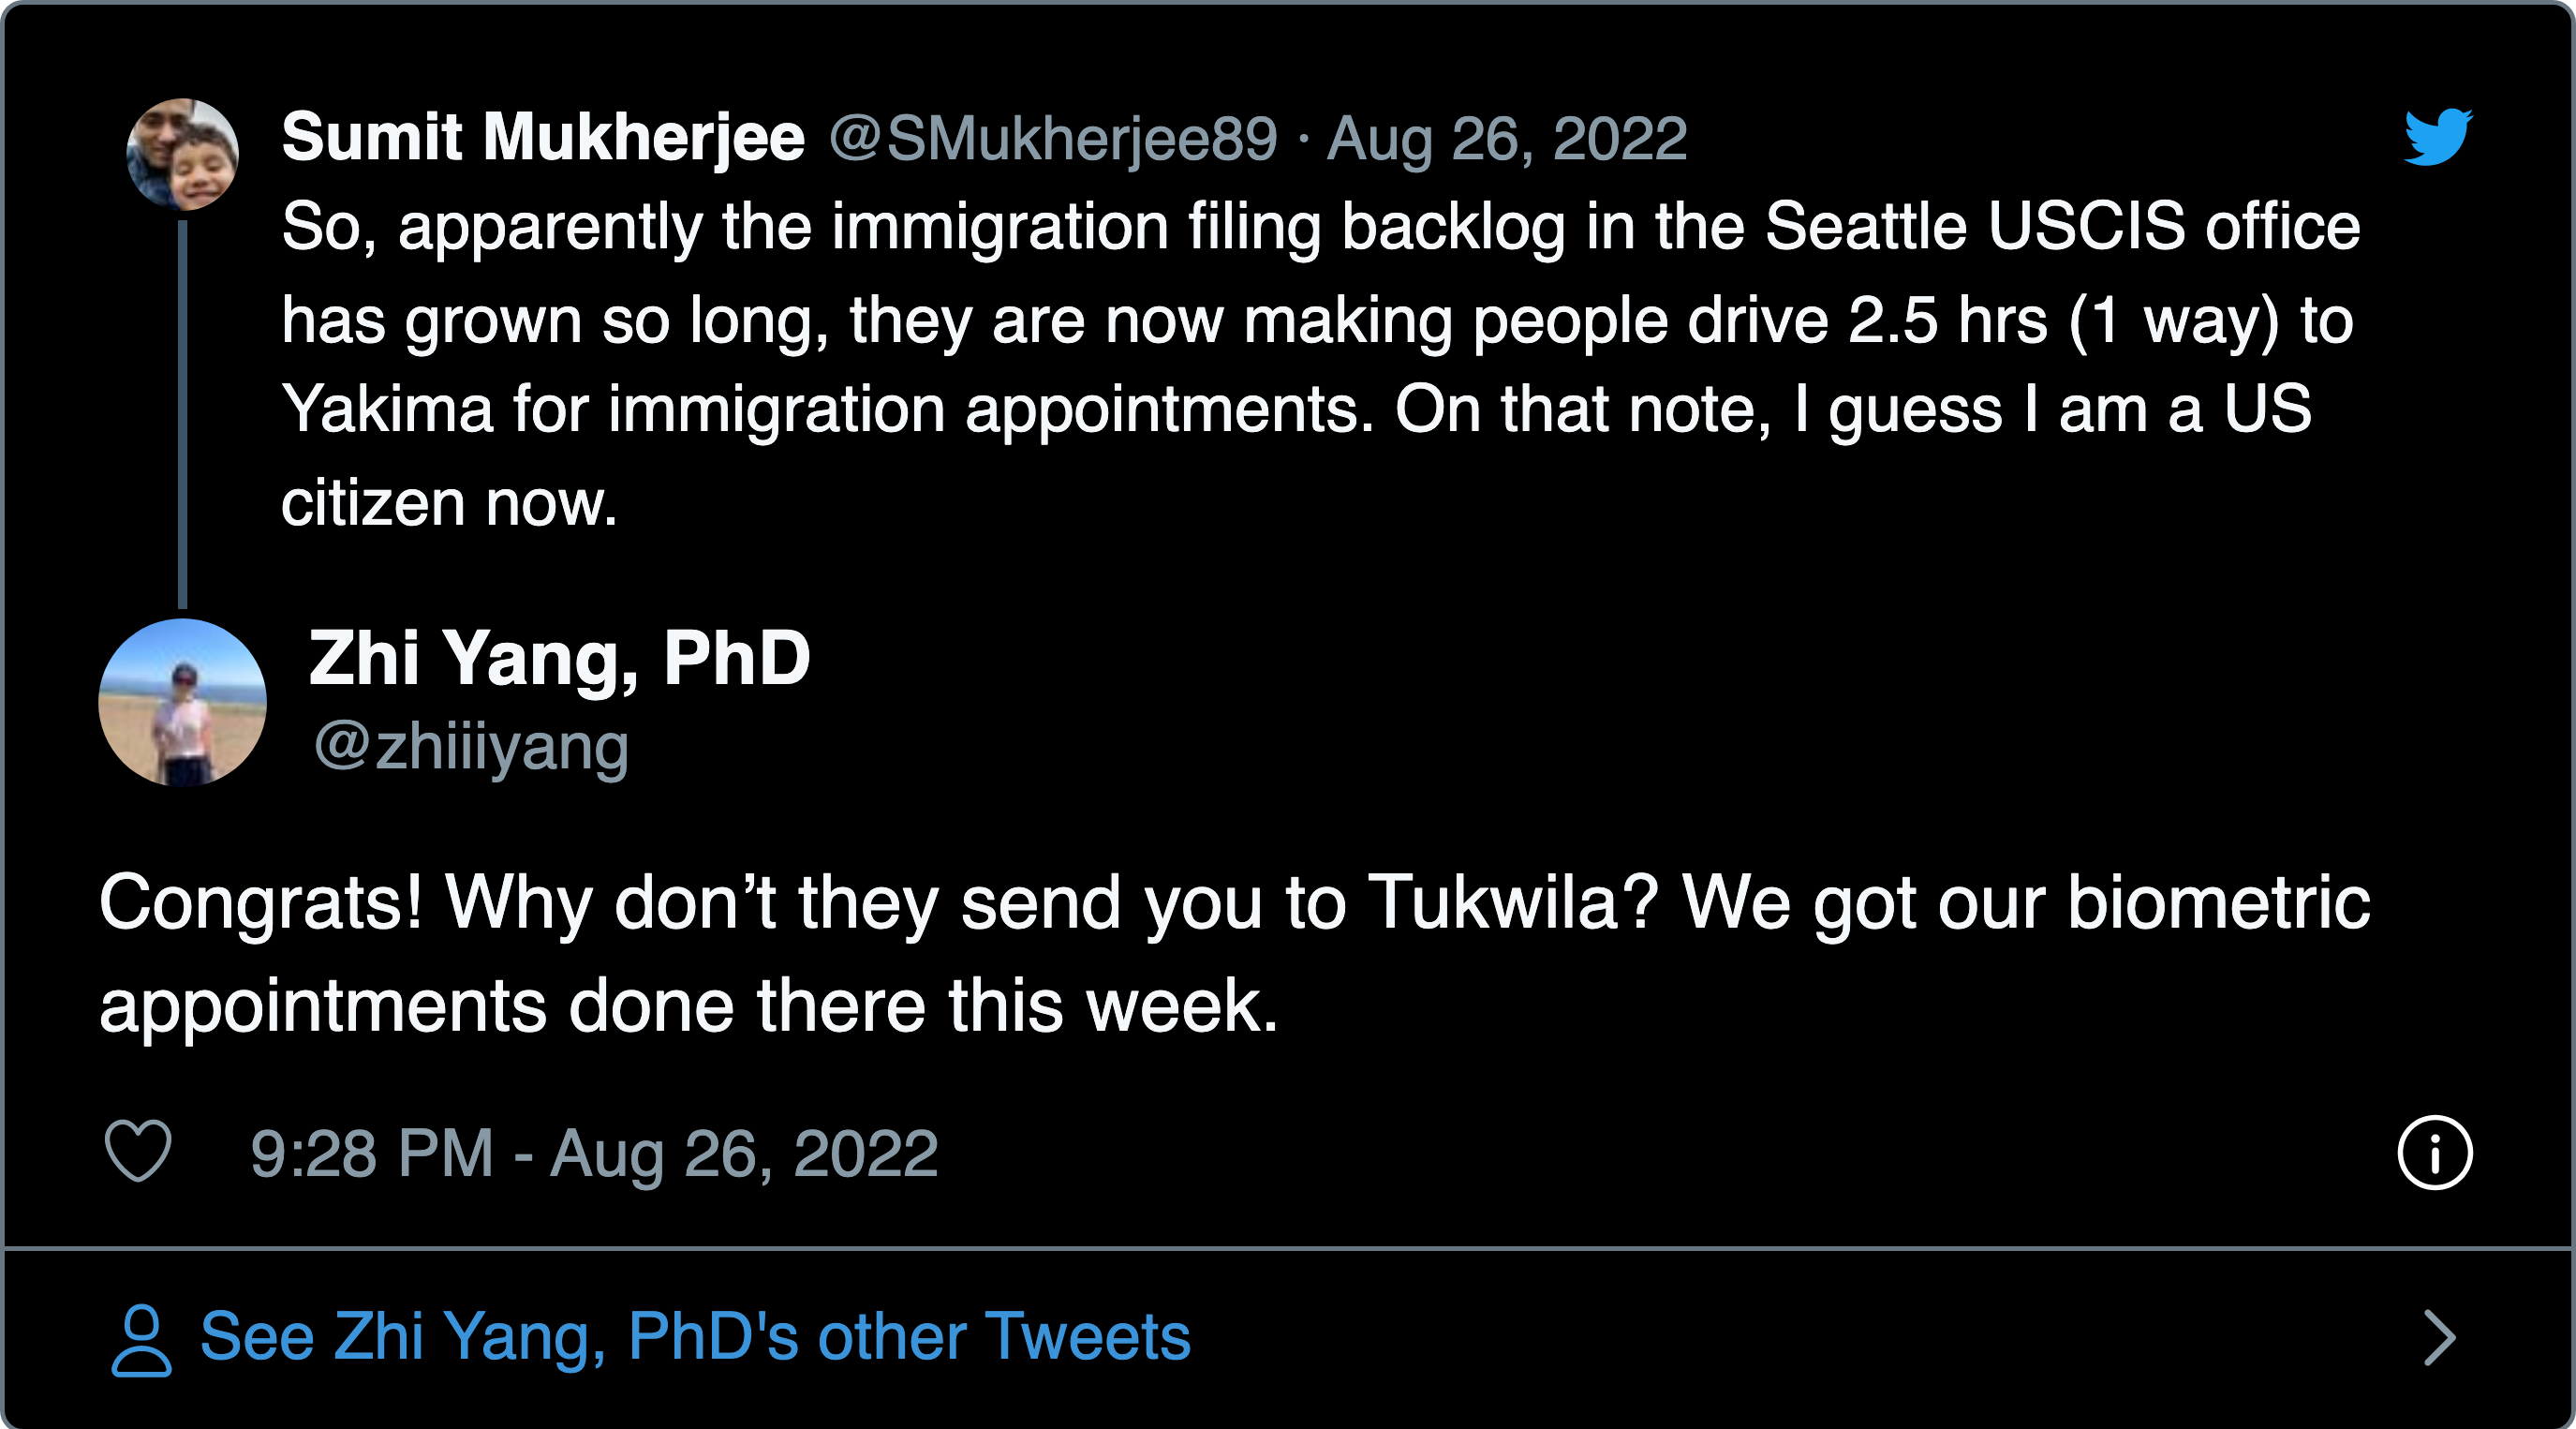 Sumit Mukherjee @SMukherjee89 · Aug 26, 2022
So, apparently the immigration filing backlog in the Seattle USCIS office
has grown so long, they are now making people drive 2.5 hrs (1 way) to
Yakima for immigration appointments. On that note, I guess I am a US
citizen now.
Zhi Yang, PhD
@zhiiiyang
Congrats! Why don’t they send you to Tukwila? We got our biometric
appointments done there this week.
9:28 PM - Aug 26, 2022
See Zhi Yang, PhD's other Tweets